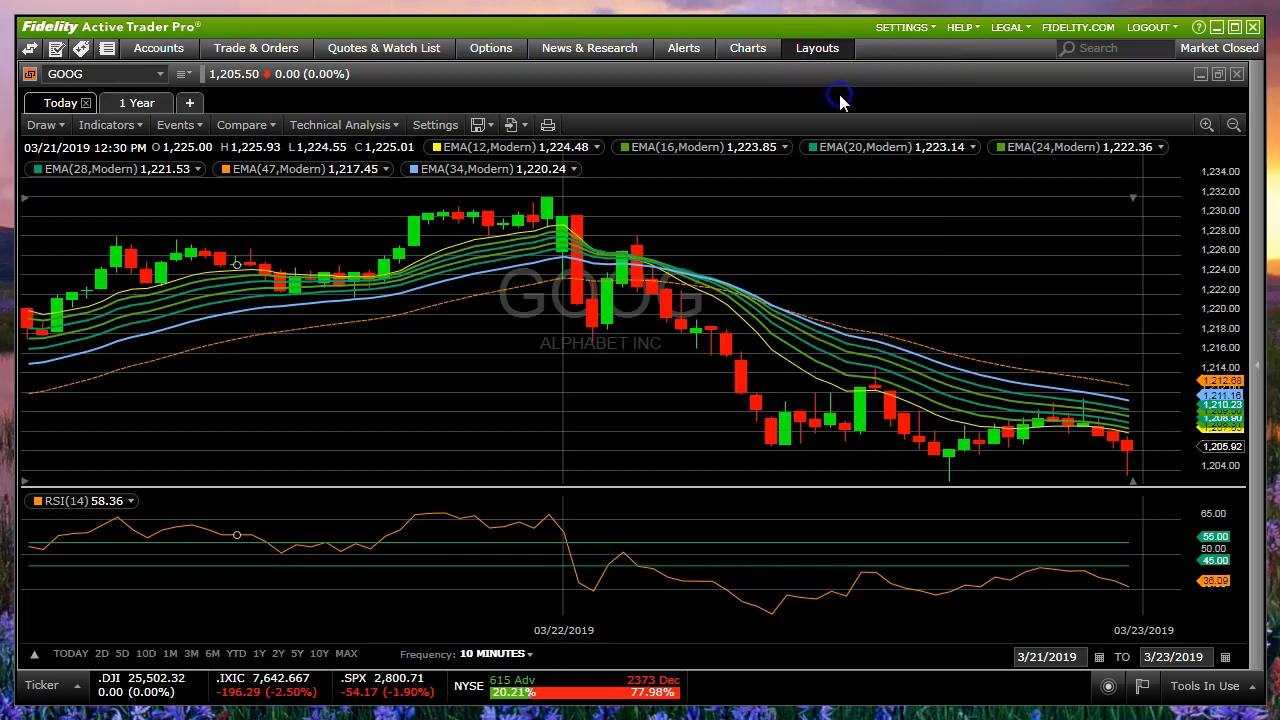 Fidelity Active Trader Pro®
SETTINGS HELP LEGAL FIDELITY.COM LOGOUT ?
Accounts Trade & Orders Quotes & Watch List Options News & Research Alerts Charts Layouts Search Market Closed
GOOG 1,205.50 0.00 (0.00%)
Today 1 Year +
Draw Indicators Events Compare Technical Analysis Settings
03/21/2019 12:30 PM O 1,225.00 H 1,225.93 L 1,224.55 C 1,225.01 EMA(12,Modern) 1,224.48 EMA(16,Modern) 1,223.85 EMA(20,Modern) 1,223.14 EMA(24,Modern) 1,222.36
EMA(28,Modern) 1,221.53 EMA(47,Modern) 1,217.45 EMA(34,Modern) 1,220.24
1,234.00
1,232.00
1,230.00
1,228.00
1,226.00
1,224.00
1,222.00
1,220.00
1,218.00
1,216.00
1,214.00
1,212.68
1,211.16
1,210.23
1,208.90
1,205.92
1,204.00
GOOG
ALPHABET INC
RSI(14) 58.36
65.00
55.00
50.00
45.00
36.09
03/22/2019 03/23/2019
TODAY 2D 5D 10D 1M 3M 6M YTD 1Y 2Y 5Y 10Y MAX Frequency: 10 MINUTES 3/21/2019 TO 3/23/2019
Ticker .DJI 25,502.32 .IXIC 7,642.667 .SPX 2,800.71 NYSE 615 Adv 2373 Dec Tools In Use
0.00 (0.00%) -196.29 (-2.50%) -54.17 (-1.90%) 20.21% 77.98%